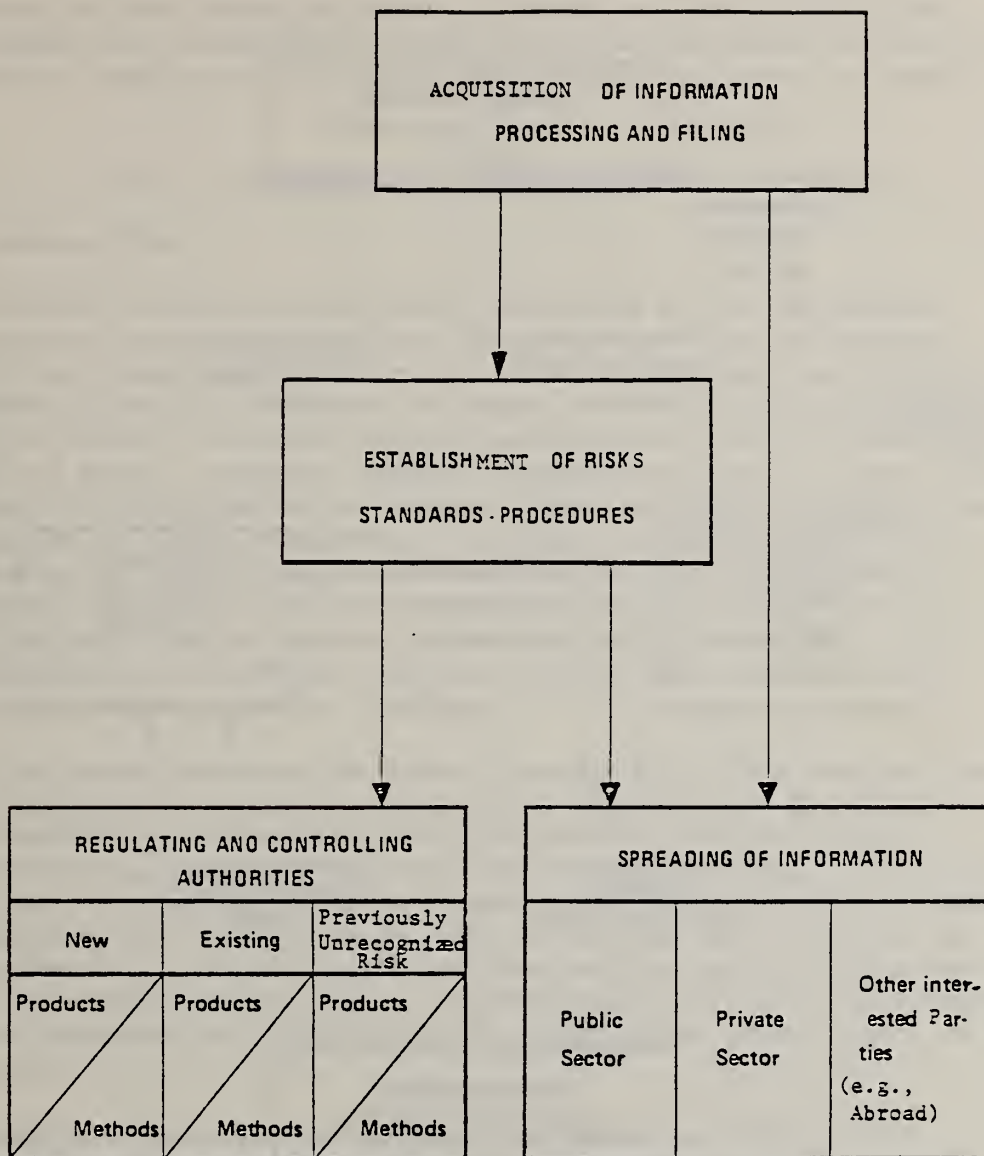 ACQUISITION OF INFORMATION
PROCESSING AND FILING
ESTABLISHMENT OF RISKS
STANDARDS - PROCEDURES
REGULATING AND CONTROLLING
AUTHORITIES
New
Existing
Previously
Unrecognized
Risk
Products
Methods
Products
Methods
Products
Methods
SPREADING OF INFORMATION
Public
Sector
Private
Sector
Other inter-
ested Par-
ties
(e.g.,
Abroad)